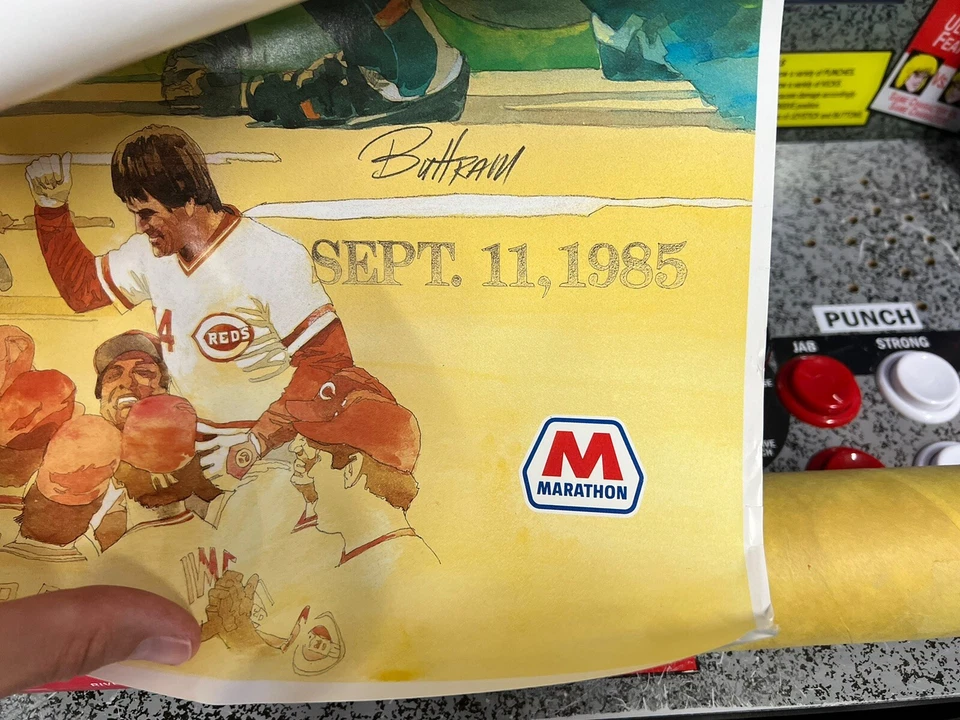 Buttram
SEPT. 11, 1985
4
REDS
C
M
MARATHON
PUNCH
JAB
STRONG